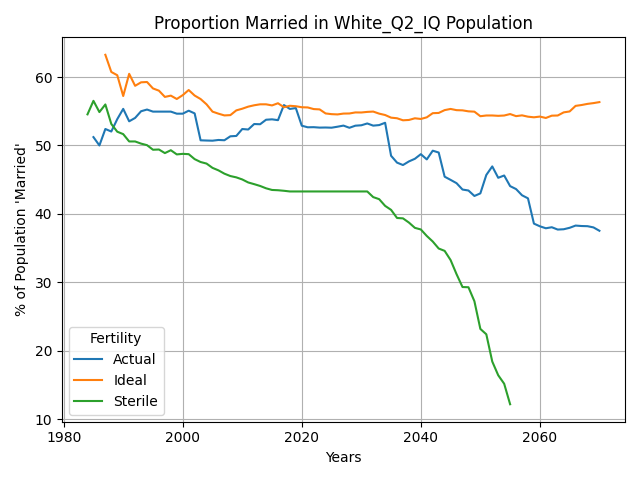 Proportion Married in White_Q2_IQ Population
% of Population 'Married'
60
50
40
30
20
10
Fertility
Actual
Ideal
Sterile
1980
2000
2020
2040
2060
Years